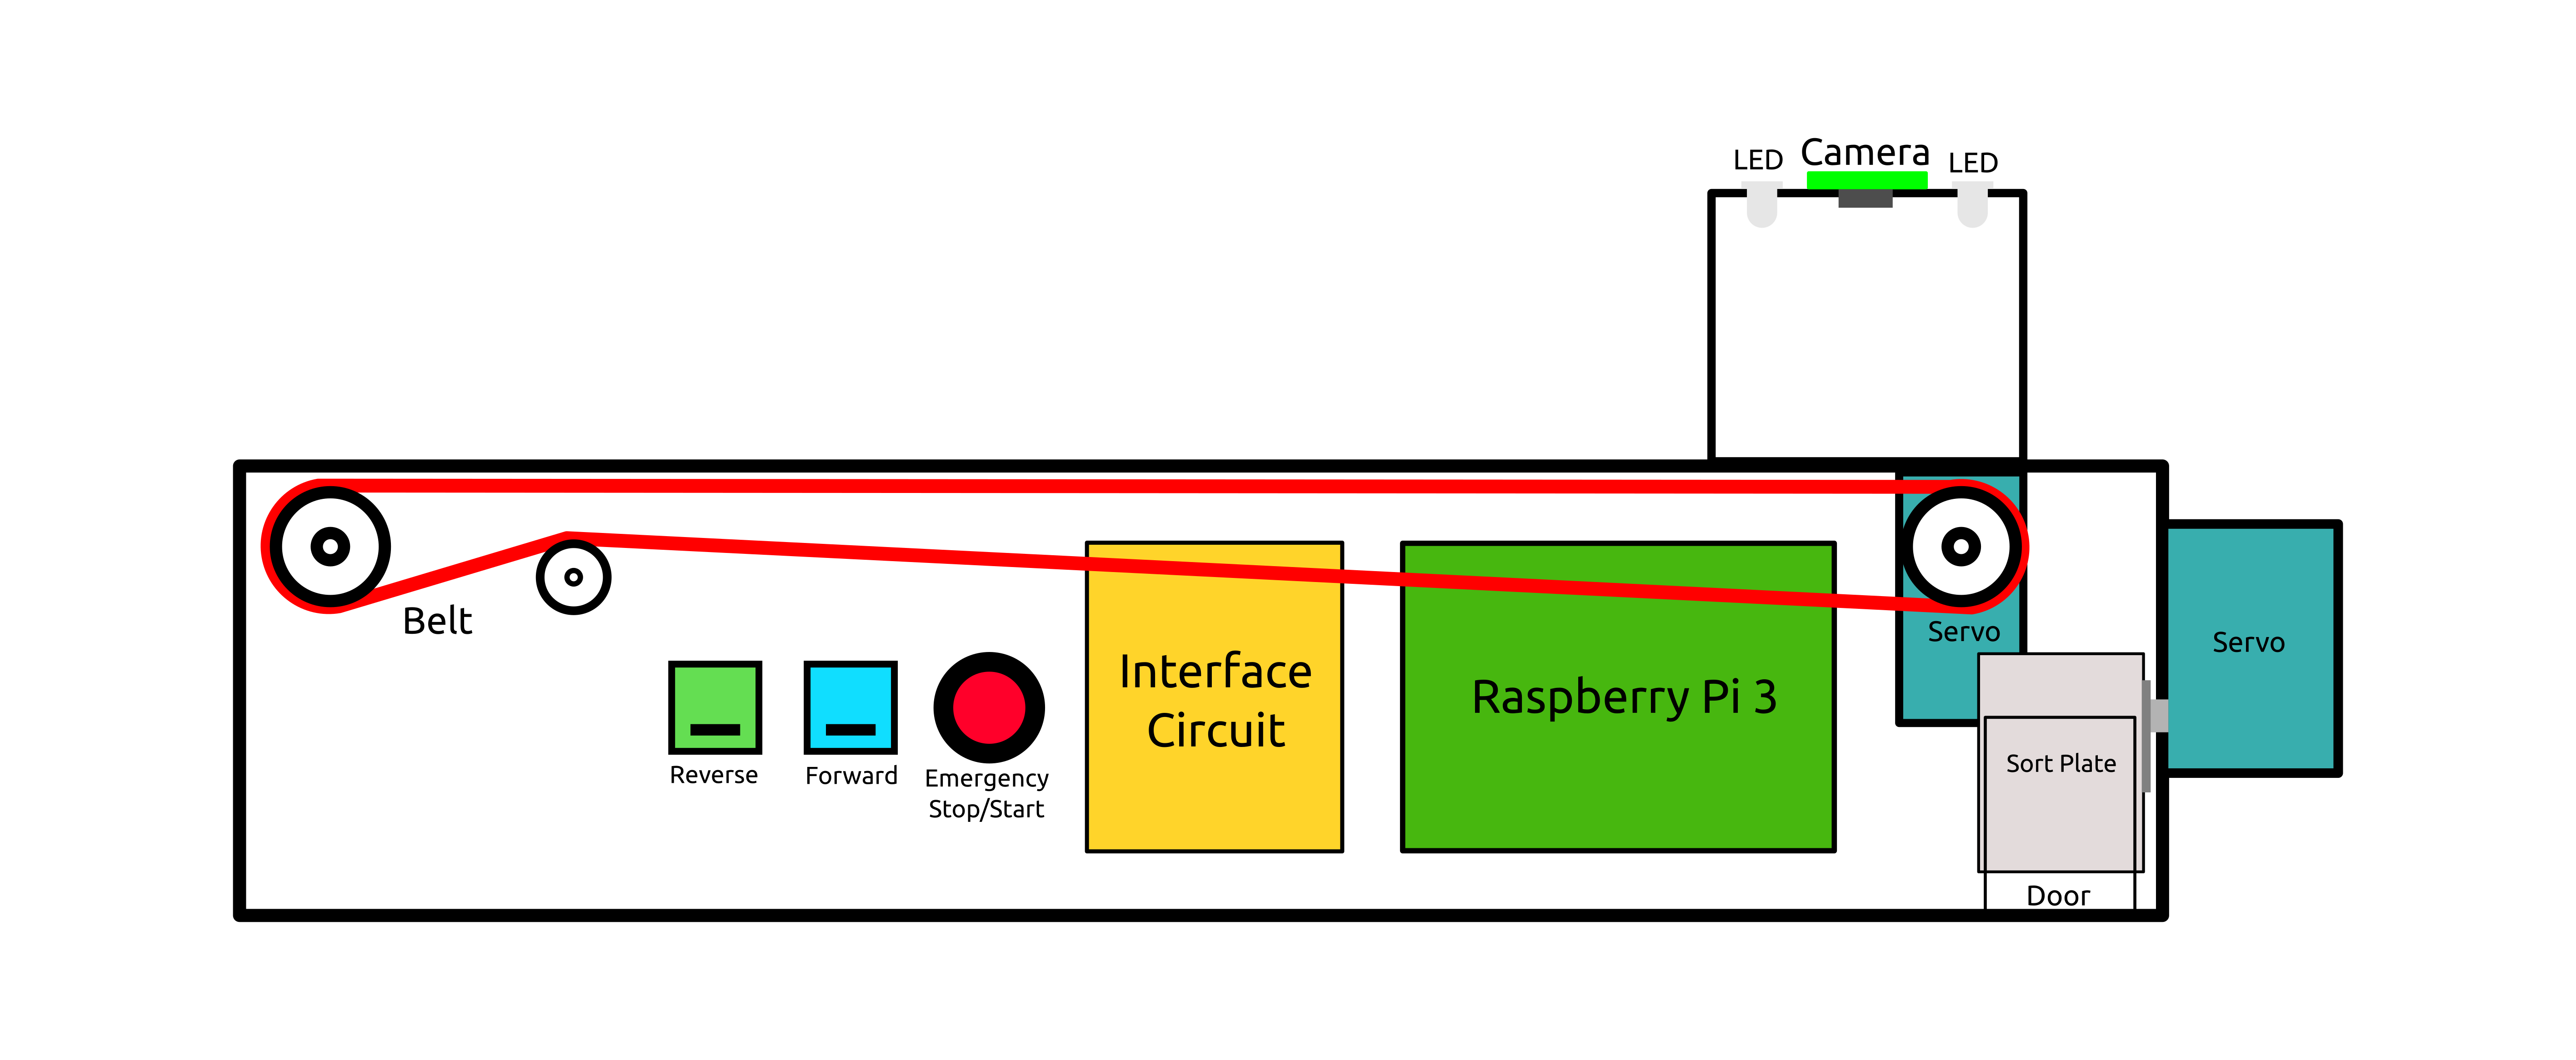 LED
Camera
LED
Belt
Servo
Servo
Interface
Circuit
Raspberry Pi 3
Sort Plate
Reverse
Forward
Emergency
Stop/Start
Door